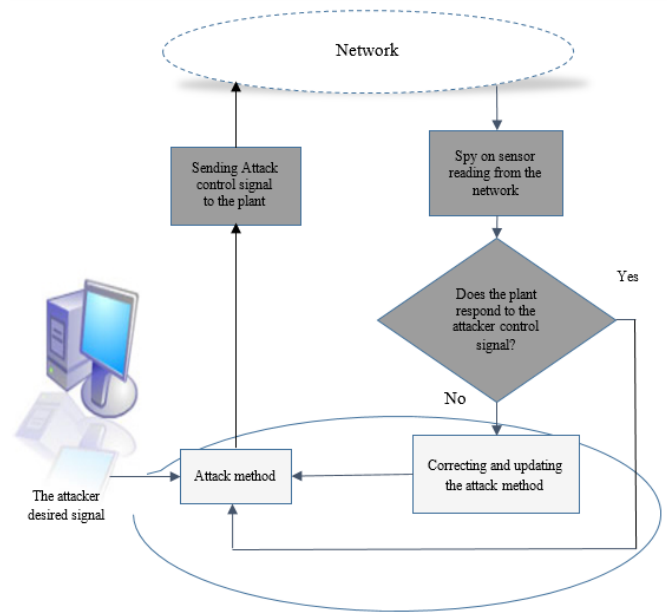 Network
Sending Attack
control signal
to the plant
Spy on sensor
reading from the
network
Does the plant
respond to the
attacker control
signal?
Yes
No
Attack method
Correcting and updating
the attack method
The attacker
desired signal